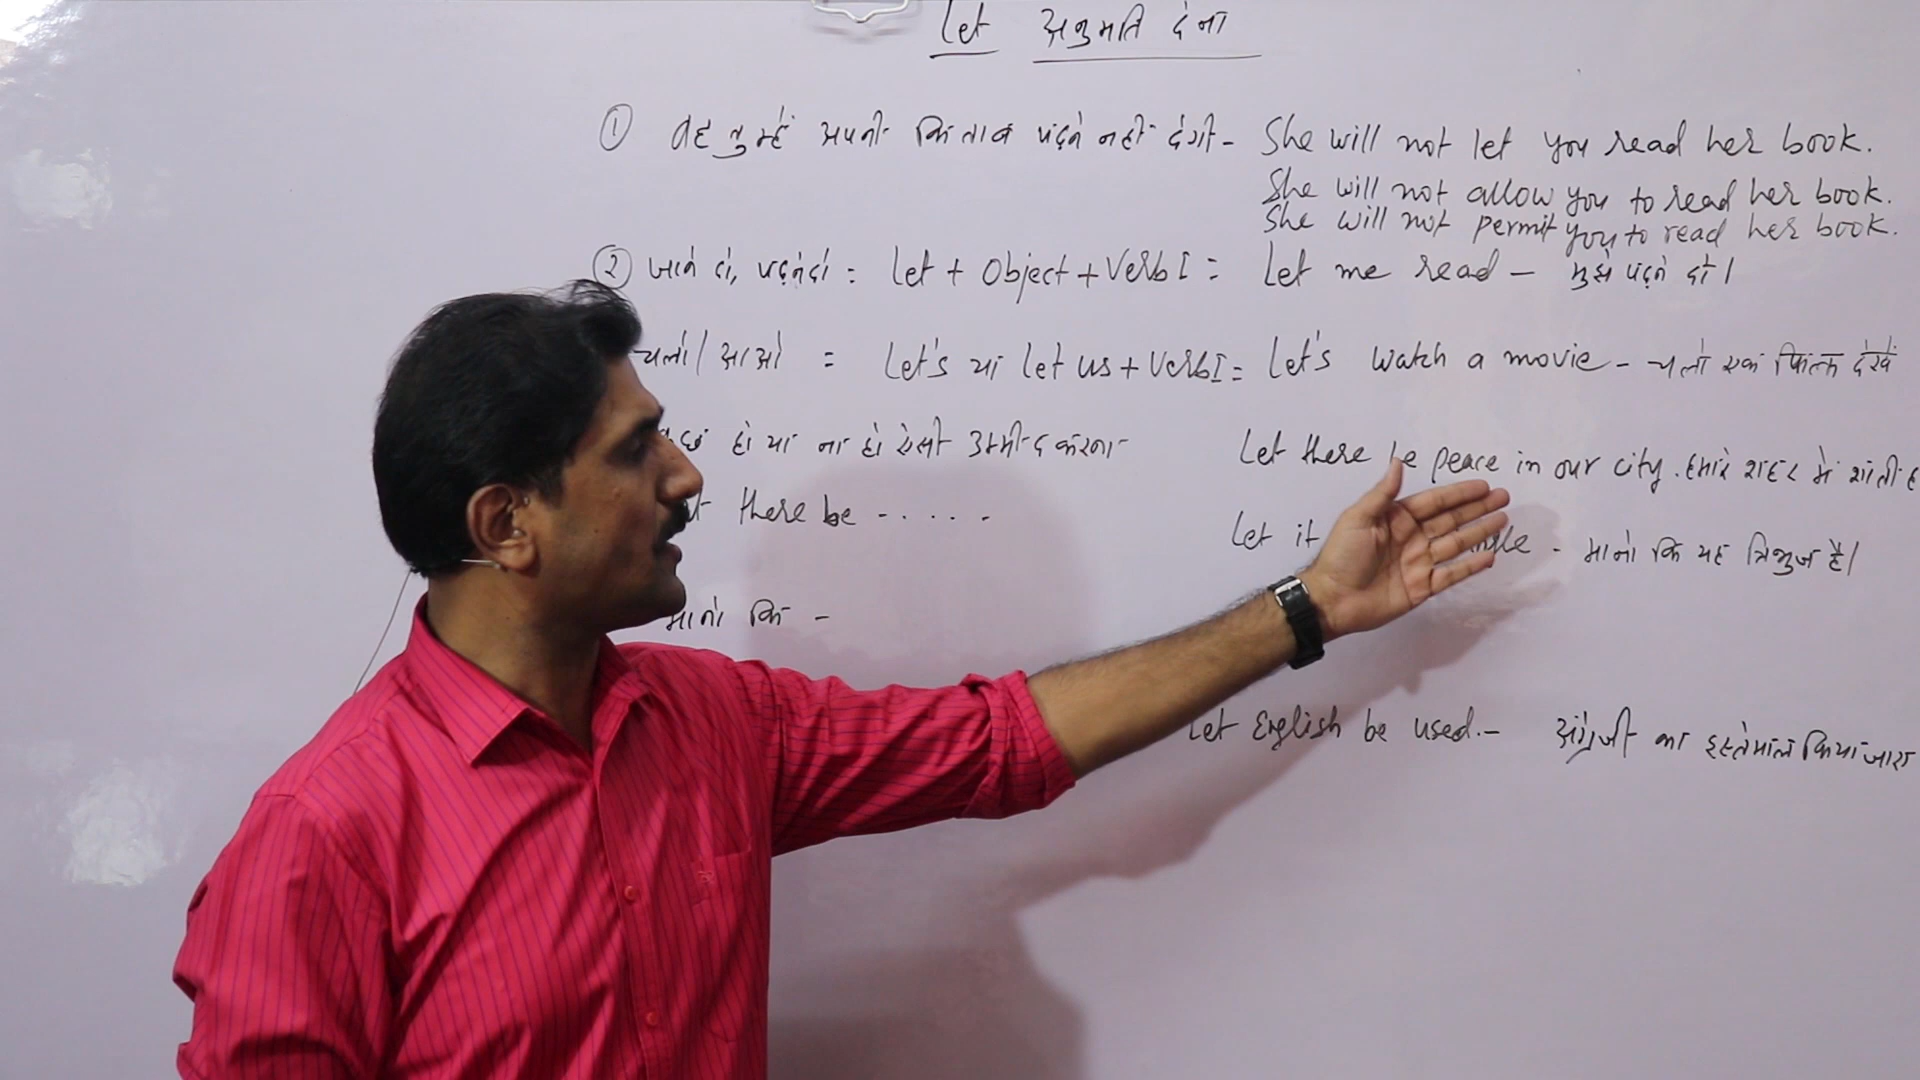 Let अनुमति देना
① वह तुम्हें अपनी किताब पढ़ने नहीं देगी - She will not let you read her book.
She will not allow you to read her book.
She will not permit you to read her book.
② खाने दो, पढ़ने दो = Let + Object + Verb I = Let me read - मुझे पढ़ने दो।
चलो / आओ = Let's या let us + Verb I = Let's watch a movie - चलो एक फिल्म देखें
हो या ना हो ऐसी उम्मीद करना Let there be peace in our city. हमारे शहर में शांती
there be - . . . . .
Let it - मानो कि यह त्रिभुज है।
मानो कि -
Let English be used. - अंग्रेजी का इस्तेमाल किया जाए